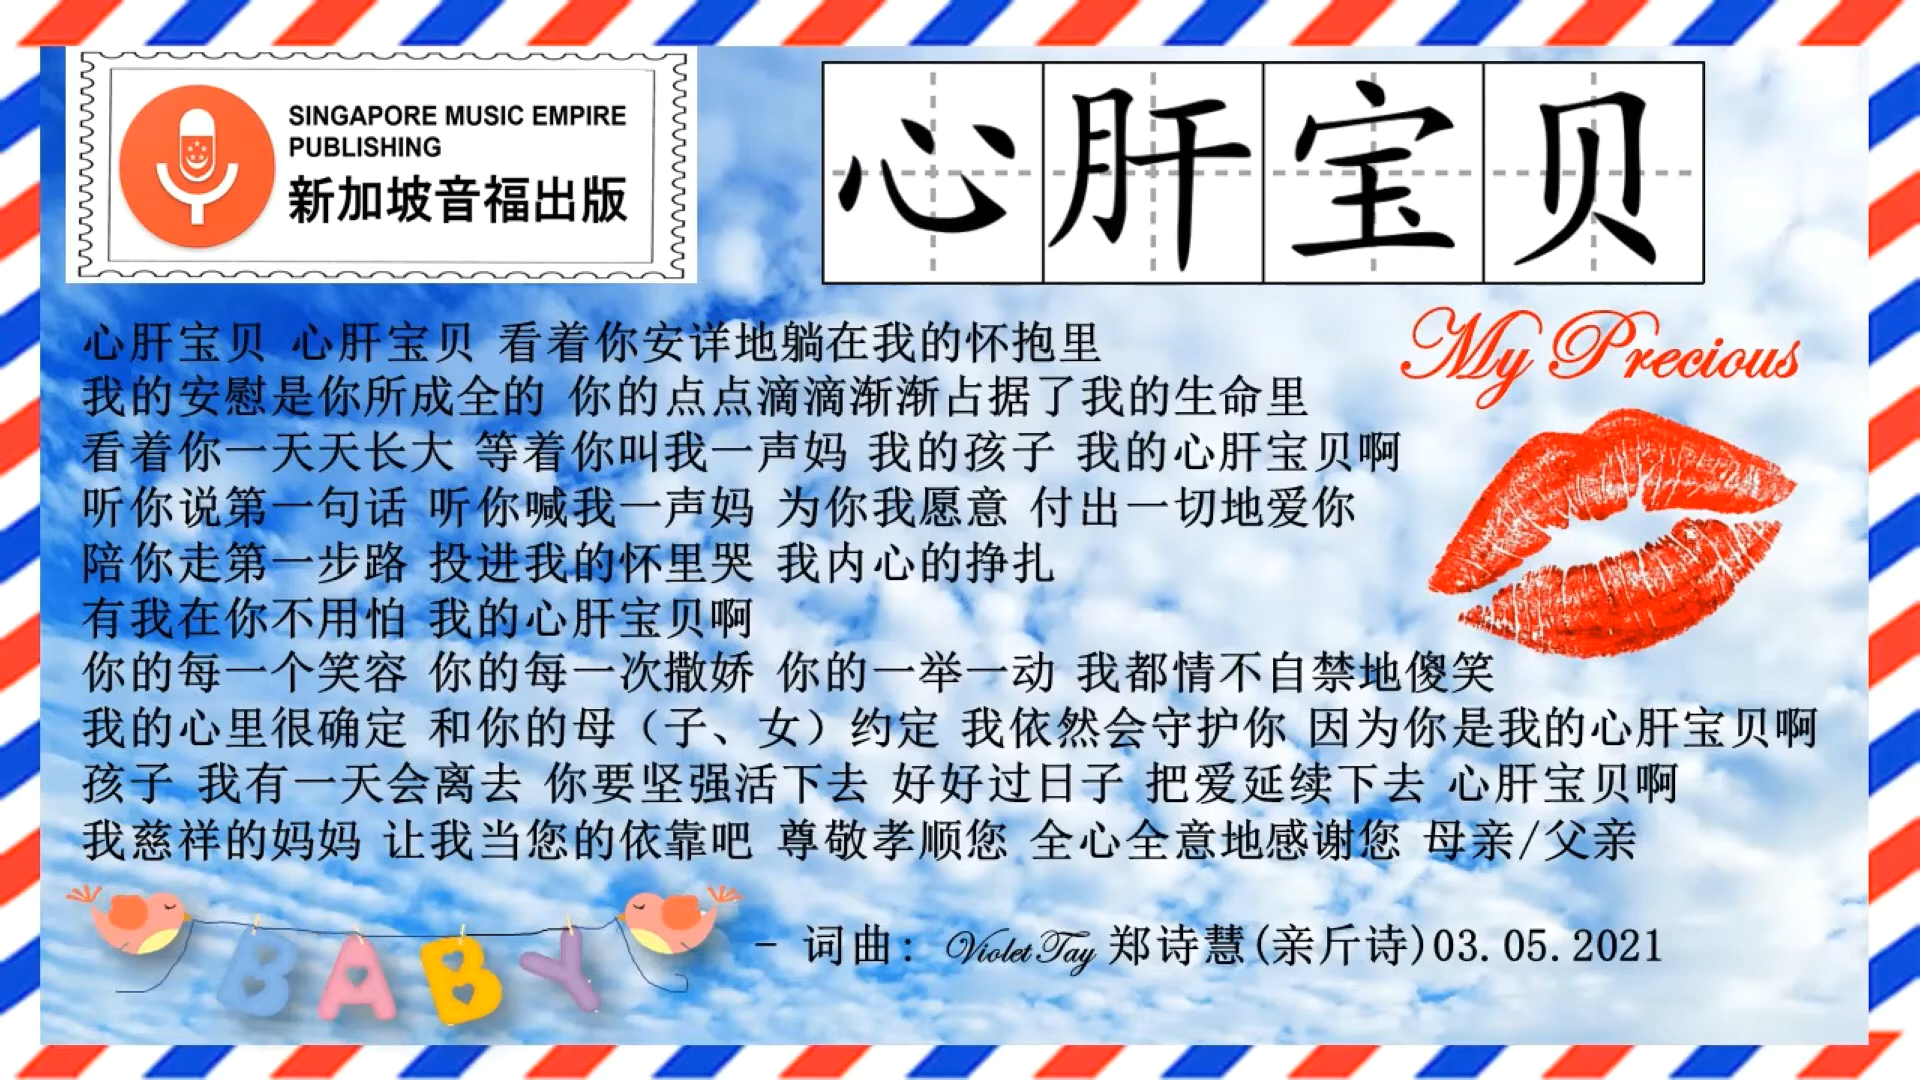 SINGAPORE MUSIC EMPIRE
PUBLISHING
新加坡音福出版
心肝宝贝
My Precious
心肝宝贝 心肝宝贝 看着你安详地躺在我的怀抱里
我的安慰是你所成全的 你的点点滴滴渐渐占据了我的生命里
看着你一天天长大 等着你叫我一声妈 我的孩子 我的心肝宝贝啊
听你说第一句话 听你喊我一声妈 为你我愿意 付出一切地爱你
陪你走第一步路 投进我的怀里哭 我内心的挣扎
有我在你不用怕 我的心肝宝贝啊
你的每一个笑容 你的每一次撒娇 你的一举一动 我都情不自禁地傻笑
我的心里很确定 和你的母（子、女）约定 我依然会守护你 因为你是我的心肝宝贝啊
孩子 我有一天会离去 你要坚强活下去 好好过日子 把爱延续下去 心肝宝贝啊
我慈祥的妈妈 让我当您的依靠吧 尊敬孝顺您 全心全意地感谢您 母亲/父亲
BABY
- 词曲: Violet Tay 郑诗慧(亲斤诗)03.05.2021